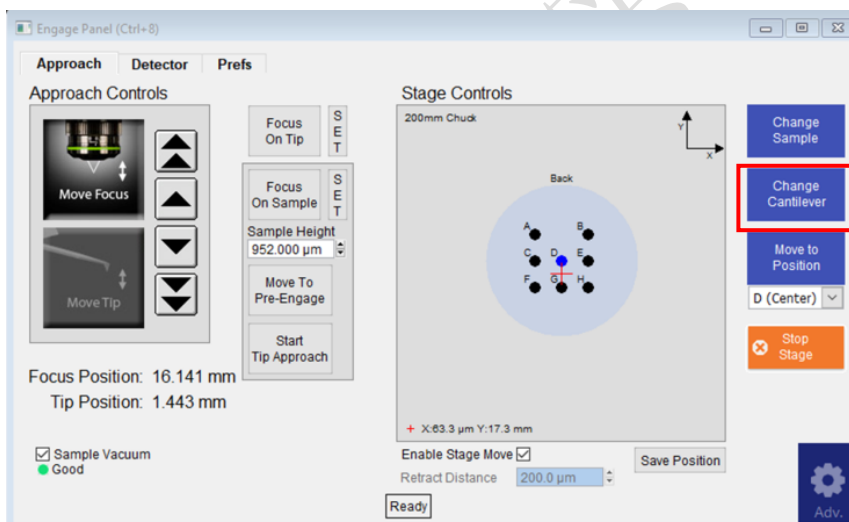 Engage Panel (Ctrl+8)
Approach
Detector
Prefs
Approach Controls
Move Focus
Move Tip
Focus
On Tip
SET
Focus
On Sample
SET
Sample Height
952.000 µm
Move To
Pre-Engage
Start
Tip Approach
Focus Position: 16.141 mm
Tip Position: 1.443 mm
Sample Vacuum
Good
Stage Controls
200mm Chuck
Y
X
Back
A
B
C
D
E
F
G
H
+ X:63.3 µm Y:17.3 mm
Enable Stage Move
Retract Distance
200.0 µm
Save Position
Ready
Change
Sample
Change
Cantilever
Move to
Position
D (Center)
Stop
Stage
Adv.